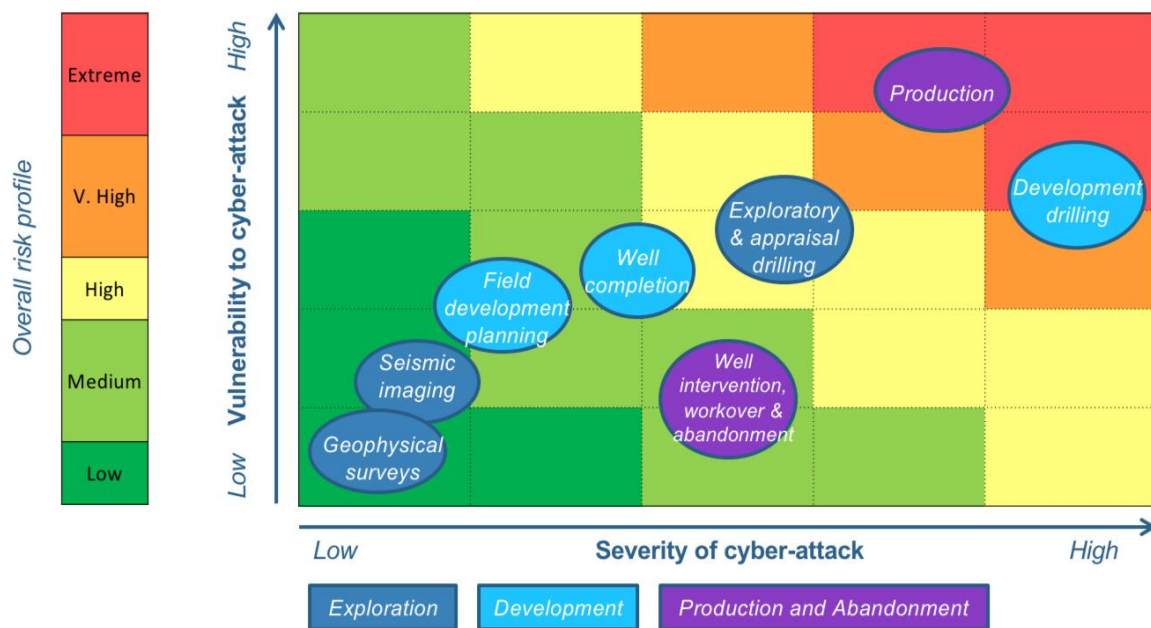 Overall risk profile
Extreme
V. High
High
Medium
Low
High
Vulnerability to cyber-attack
Low
Production
Development
drilling
Exploratory
& appraisal
drilling
Well
completion
Field
development
planning
Seismic
imaging
Well
intervention,
workover &
abandonment
Geophysical
surveys
Low
Severity of cyber-attack
High
Exploration
Development
Production and Abandonment